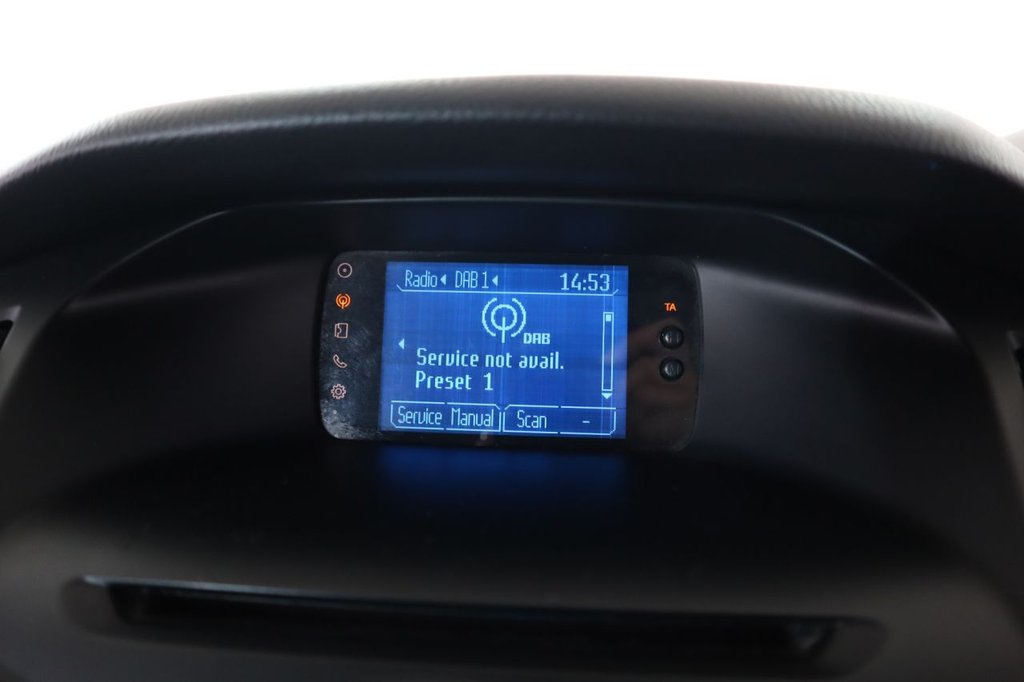 Radio DAB 1 14:53
TA
DAB
Service not avail.
Preset 1
Service Manual Scan -